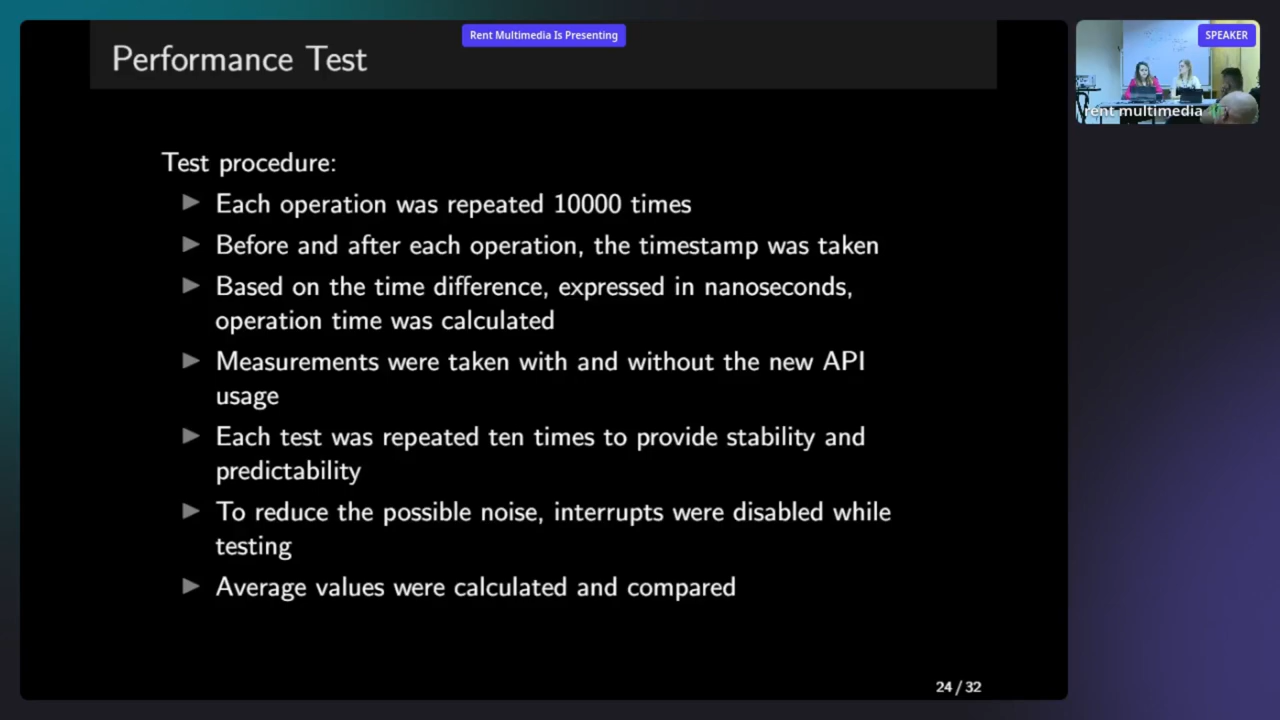 Rent Multimedia Is Presenting
SPEAKER
rent multimedia
Performance Test
Test procedure:
Each operation was repeated 10000 times
Before and after each operation, the timestamp was taken
Based on the time difference, expressed in nanoseconds,
operation time was calculated
Measurements were taken with and without the new API
usage
Each test was repeated ten times to provide stability and
predictability
To reduce the possible noise, interrupts were disabled while
testing
Average values were calculated and compared
24 / 32